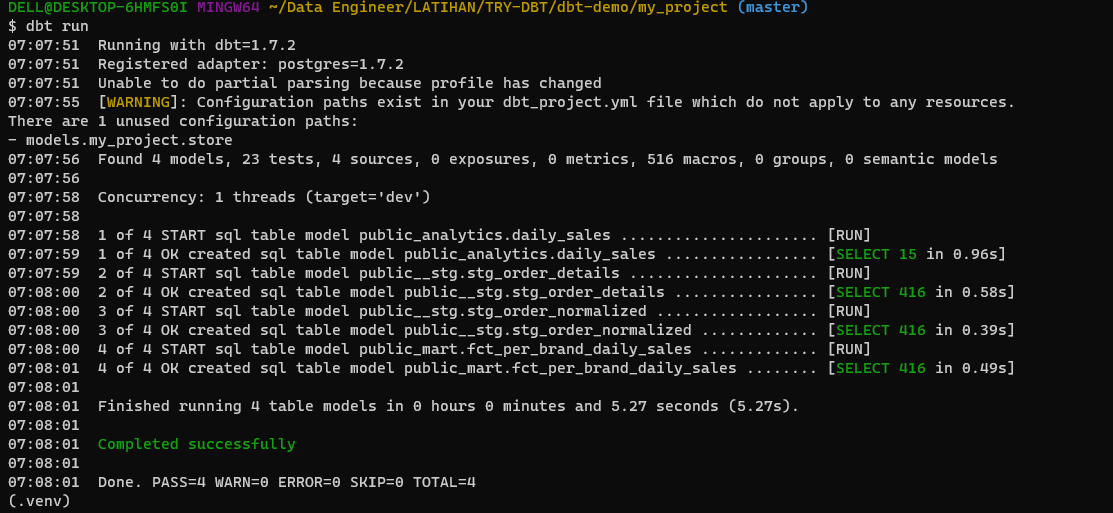 DELL@DESKTOP-6HMFS0I MINGW64 ~/Data Engineer/LATIHAN/TRY-DBT/dbt-demo/my_project (master)
$ dbt run
07:07:51  Running with dbt=1.7.2
07:07:51  Registered adapter: postgres=1.7.2
07:07:51  Unable to do partial parsing because profile has changed
07:07:55  [WARNING]: Configuration paths exist in your dbt_project.yml file which do not apply to any resources.
There are 1 unused configuration paths:
- models.my_project.store
07:07:56  Found 4 models, 23 tests, 4 sources, 0 exposures, 0 metrics, 516 macros, 0 groups, 0 semantic models
07:07:56
07:07:58  Concurrency: 1 threads (target='dev')
07:07:58
07:07:58  1 of 4 START sql table model public_analytics.daily_sales ...................... [RUN]
07:07:59  1 of 4 OK created sql table model public_analytics.daily_sales ................. [SELECT 15 in 0.96s]
07:07:59  2 of 4 START sql table model public__stg.stg_order_details ..................... [RUN]
07:08:00  2 of 4 OK created sql table model public__stg.stg_order_details ................ [SELECT 416 in 0.58s]
07:08:00  3 of 4 START sql table model public__stg.stg_order_normalized .................. [RUN]
07:08:00  3 of 4 OK created sql table model public__stg.stg_order_normalized ............. [SELECT 416 in 0.39s]
07:08:00  4 of 4 START sql table model public_mart.fct_per_brand_daily_sales ............. [RUN]
07:08:01  4 of 4 OK created sql table model public_mart.fct_per_brand_daily_sales ........ [SELECT 416 in 0.49s]
07:08:01
07:08:01  Finished running 4 table models in 0 hours 0 minutes and 5.27 seconds (5.27s).
07:08:01
07:08:01  Completed successfully
07:08:01
07:08:01  Done. PASS=4 WARN=0 ERROR=0 SKIP=0 TOTAL=4
(.venv)